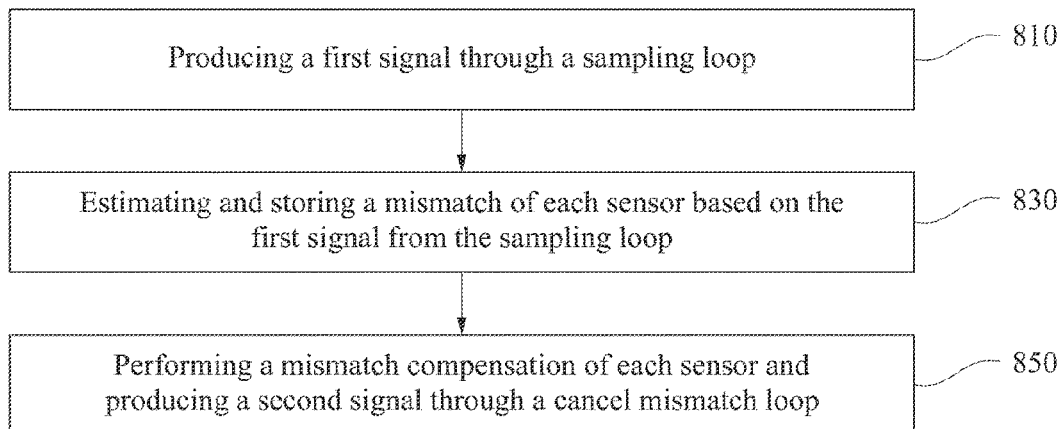 Producing a first signal through a sampling loop
810
Estimating and storing a mismatch of each sensor based on the
first signal from the sampling loop
830
Performing a mismatch compensation of each sensor and
producing a second signal through a cancel mismatch loop
850